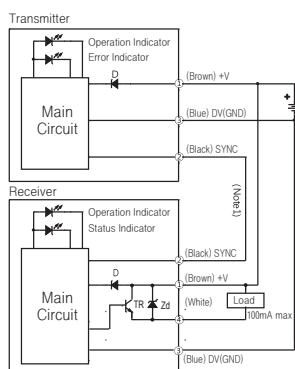 Transmitter
Operation Indicator
Error Indicator
D
① (Brown) +V
Main
Circuit
③ (Blue) DV(GND)
② (Black) SYNC
(Note1)
Receiver
Operation Indicator
Status Indicator
② (Black) SYNC
D
① (Brown) +V
Main
Circuit
TR
Zd
(White)
④
Load
100mA max
③
(Blue) DV(GND)
+